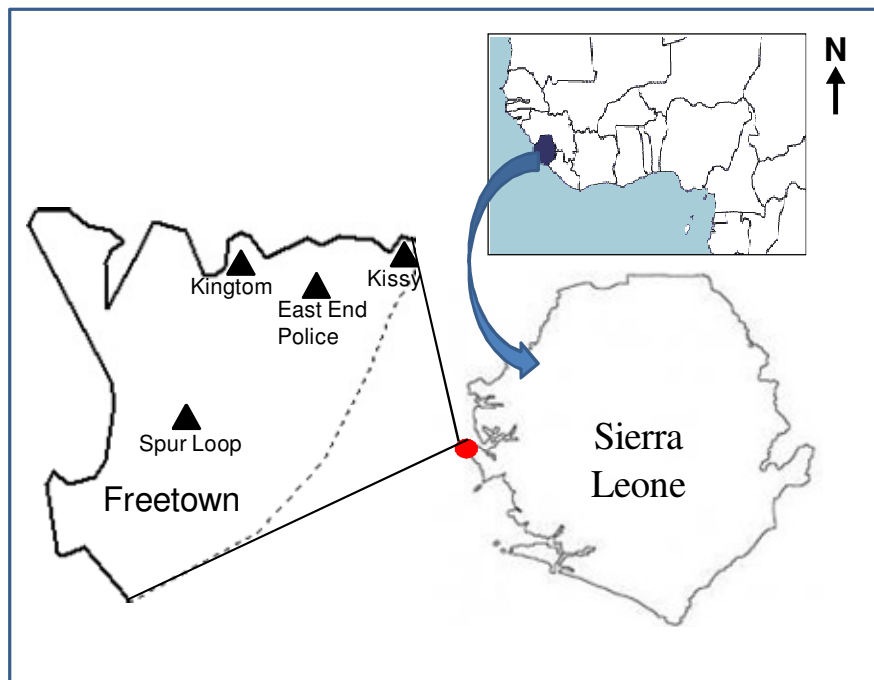 N
Kingtom
Kissy
East End
Police
Spur Loop
Freetown
Sierra
Leone